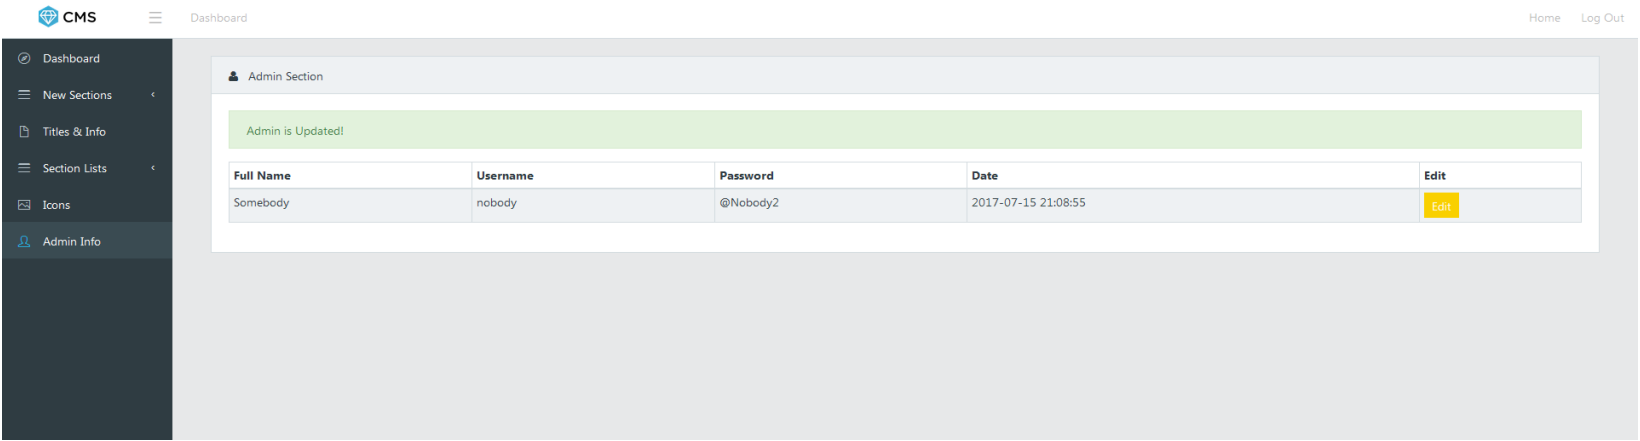 CMS
Dashboard
Home Log Out
Dashboard
New Sections
Titles & Info
Section Lists
Icons
Admin Info
Admin Section
Admin is Updated!
Full Name Username Password Date Edit
Somebody nobody @Nobody2 2017-07-15 21:08:55 Edit